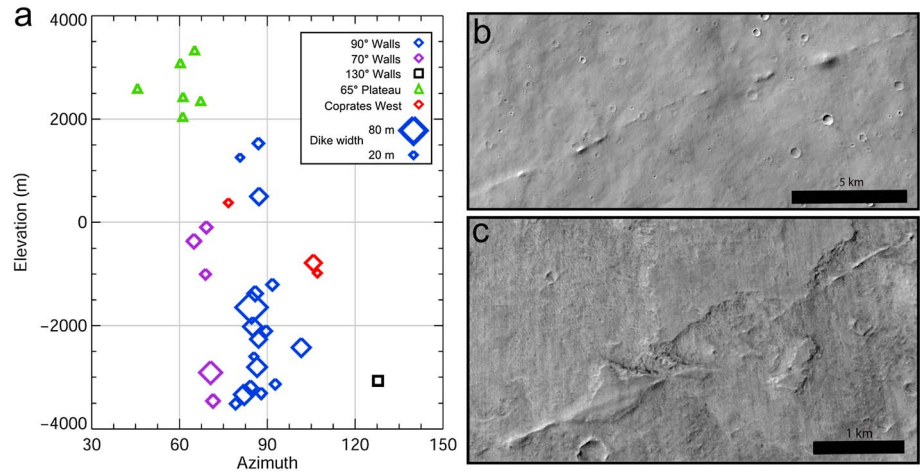 a
4000
2000
0
−2000
−4000
Elevation (m)
30
60
90
120
150
Azimuth
90° Walls
70° Walls
130° Walls
65° Plateau
Coprates West
80 m
Dike width
20 m
b
5 km
c
1 km